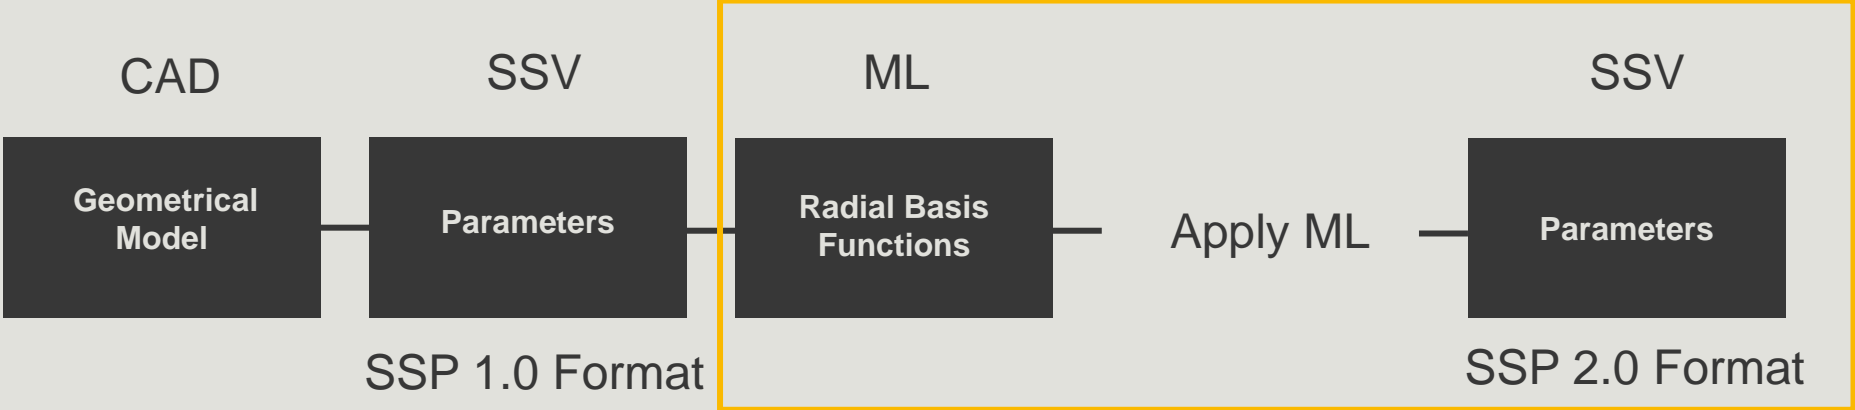 CAD
SSV
ML
SSV
Geometrical
Model
Parameters
Radial Basis
Functions
Apply ML
Parameters
SSP 1.0 Format
SSP 2.0 Format